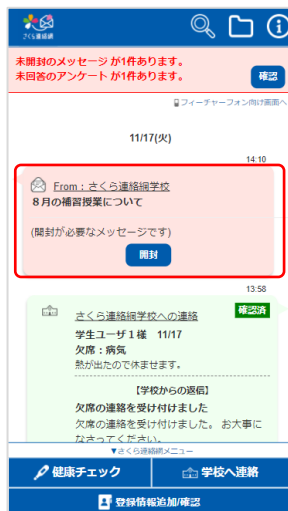 さくら連絡網
未開封のメッセージ が1件あります。
未回答のアンケート が1件あります。
確認
フィーチャーフォン向け画面へ
11/17(火)
14:10
From：さくら連絡網学校
８月の補習授業について
(開封が必要なメッセージです)
開封
13:58
さくら連絡網学校への連絡
確認済
学生ユーザ１様 11/17
欠席：病気
熱が出たので休ませます。
【学校からの返信】
欠席の連絡を受け付けました
欠席の連絡を受け付けました。 お大事に
なさってください。
▼さくら連絡網メニュー
健康チェック
学校へ連絡
登録情報追加/確認